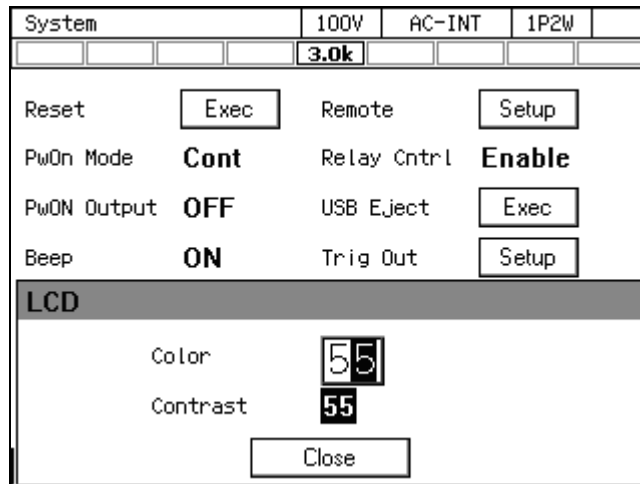 System 100V AC-INT 1P2W
3.0k
Reset Exec Remote Setup
PwOn Mode Cont Relay Cntrl Enable
PwON Output OFF USB Eject Exec
Beep ON Trig Out Setup
LCD
Color 55
Contrast 55
Close